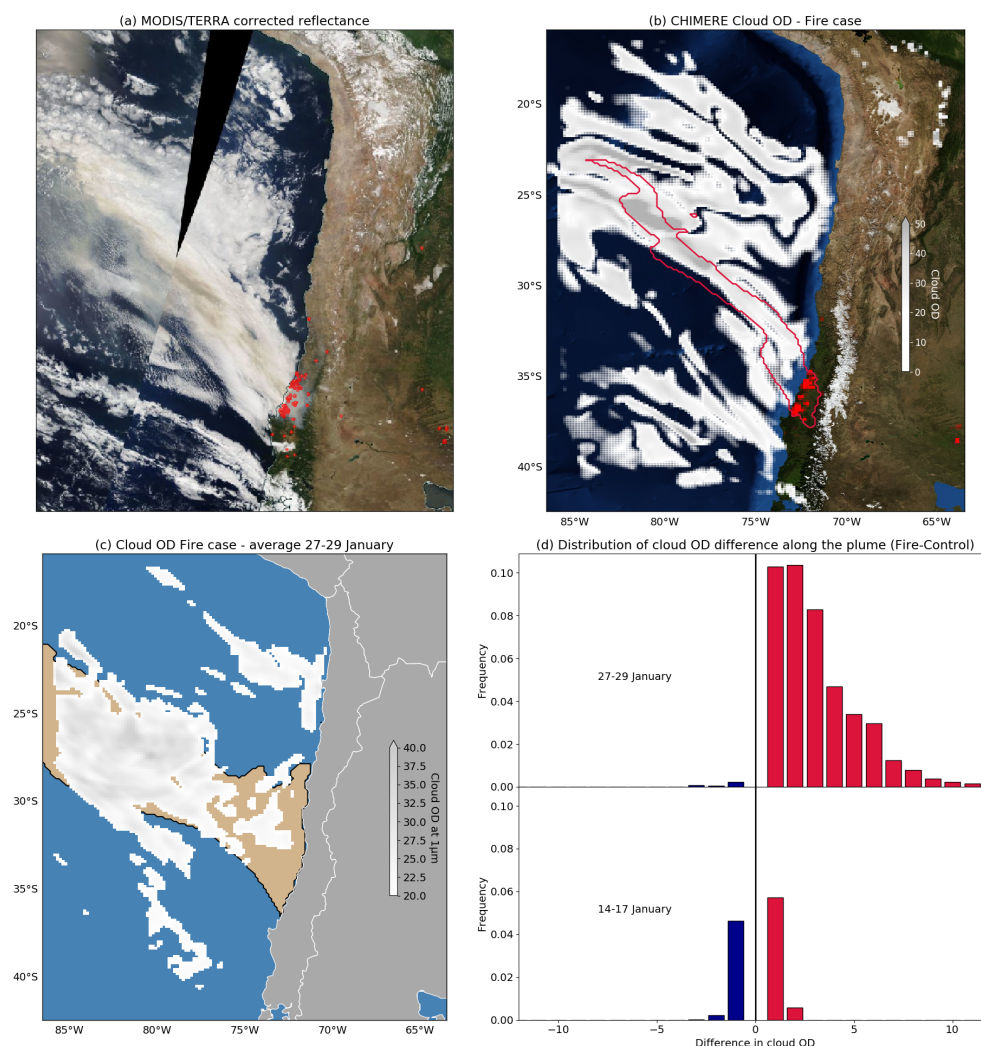 (a) MODIS/TERRA corrected reflectance
(b) CHIMERE Cloud OD - Fire case
20°S
25°S
30°S
35°S
40°S
50
40
30
20
10
0
Cloud OD
85°W
80°W
75°W
70°W
65°W
(c) Cloud OD Fire case - average 27-29 January
20°S
25°S
30°S
35°S
40°S
40.0
37.5
35.0
32.5
30.0
27.5
25.0
22.5
20.0
Cloud OD at 1μm
85°W
80°W
75°W
70°W
65°W
(d) Distribution of cloud OD difference along the plume (Fire-Control)
0.10
0.08
0.06
0.04
0.02
0.00
Frequency
27-29 January
0.10
0.08
0.06
0.04
0.02
0.00
Frequency
14-17 January
−10
−5
0
5
10
Difference in cloud OD